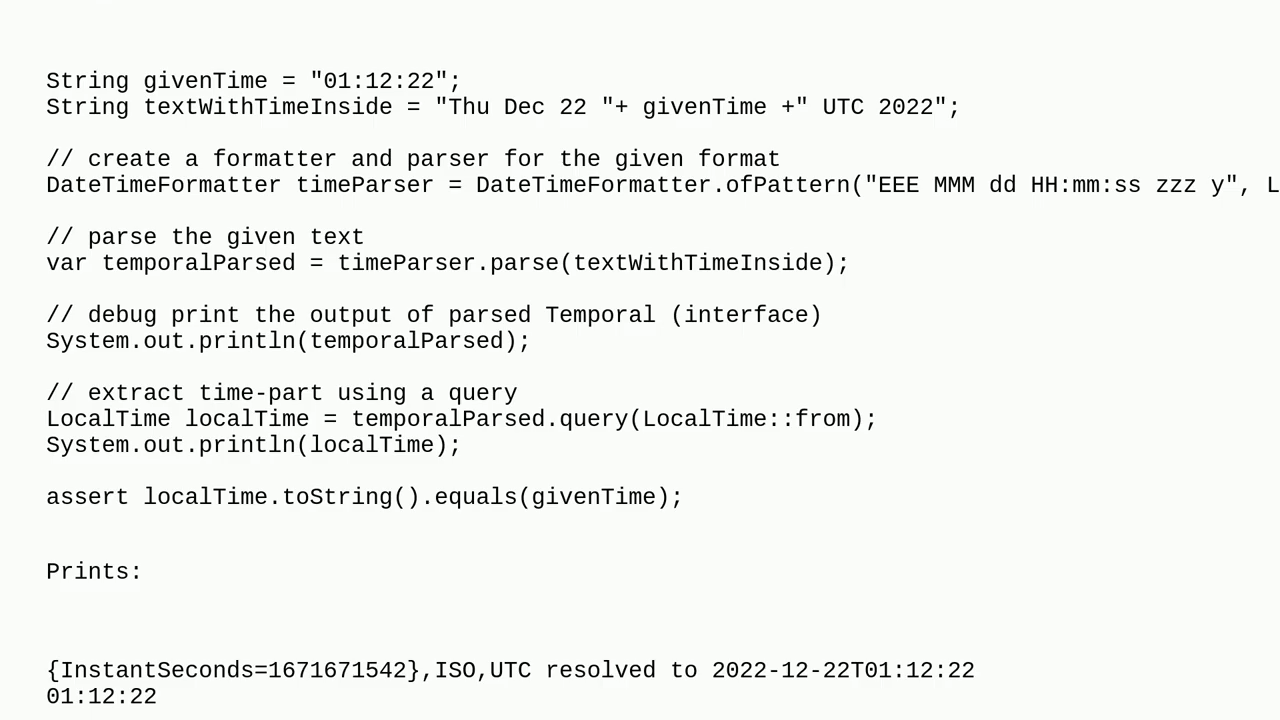 String givenTime = "01:12:22";
String textWithTimeInside = "Thu Dec 22 "+ givenTime +" UTC 2022";
// create a formatter and parser for the given format
DateTimeFormatter timeParser = DateTimeFormatter.ofPattern("EEE MMM dd HH:mm:ss zzz y", L
// parse the given text
var temporalParsed = timeParser.parse(textWithTimeInside);
// debug print the output of parsed Temporal (interface)
System.out.println(temporalParsed);
// extract time-part using a query
LocalTime localTime = temporalParsed.query(LocalTime::from);
System.out.println(localTime);
assert localTime.toString().equals(givenTime);
Prints:
{InstantSeconds=1671671542},ISO,UTC resolved to 2022-12-22T01:12:22
01:12:22